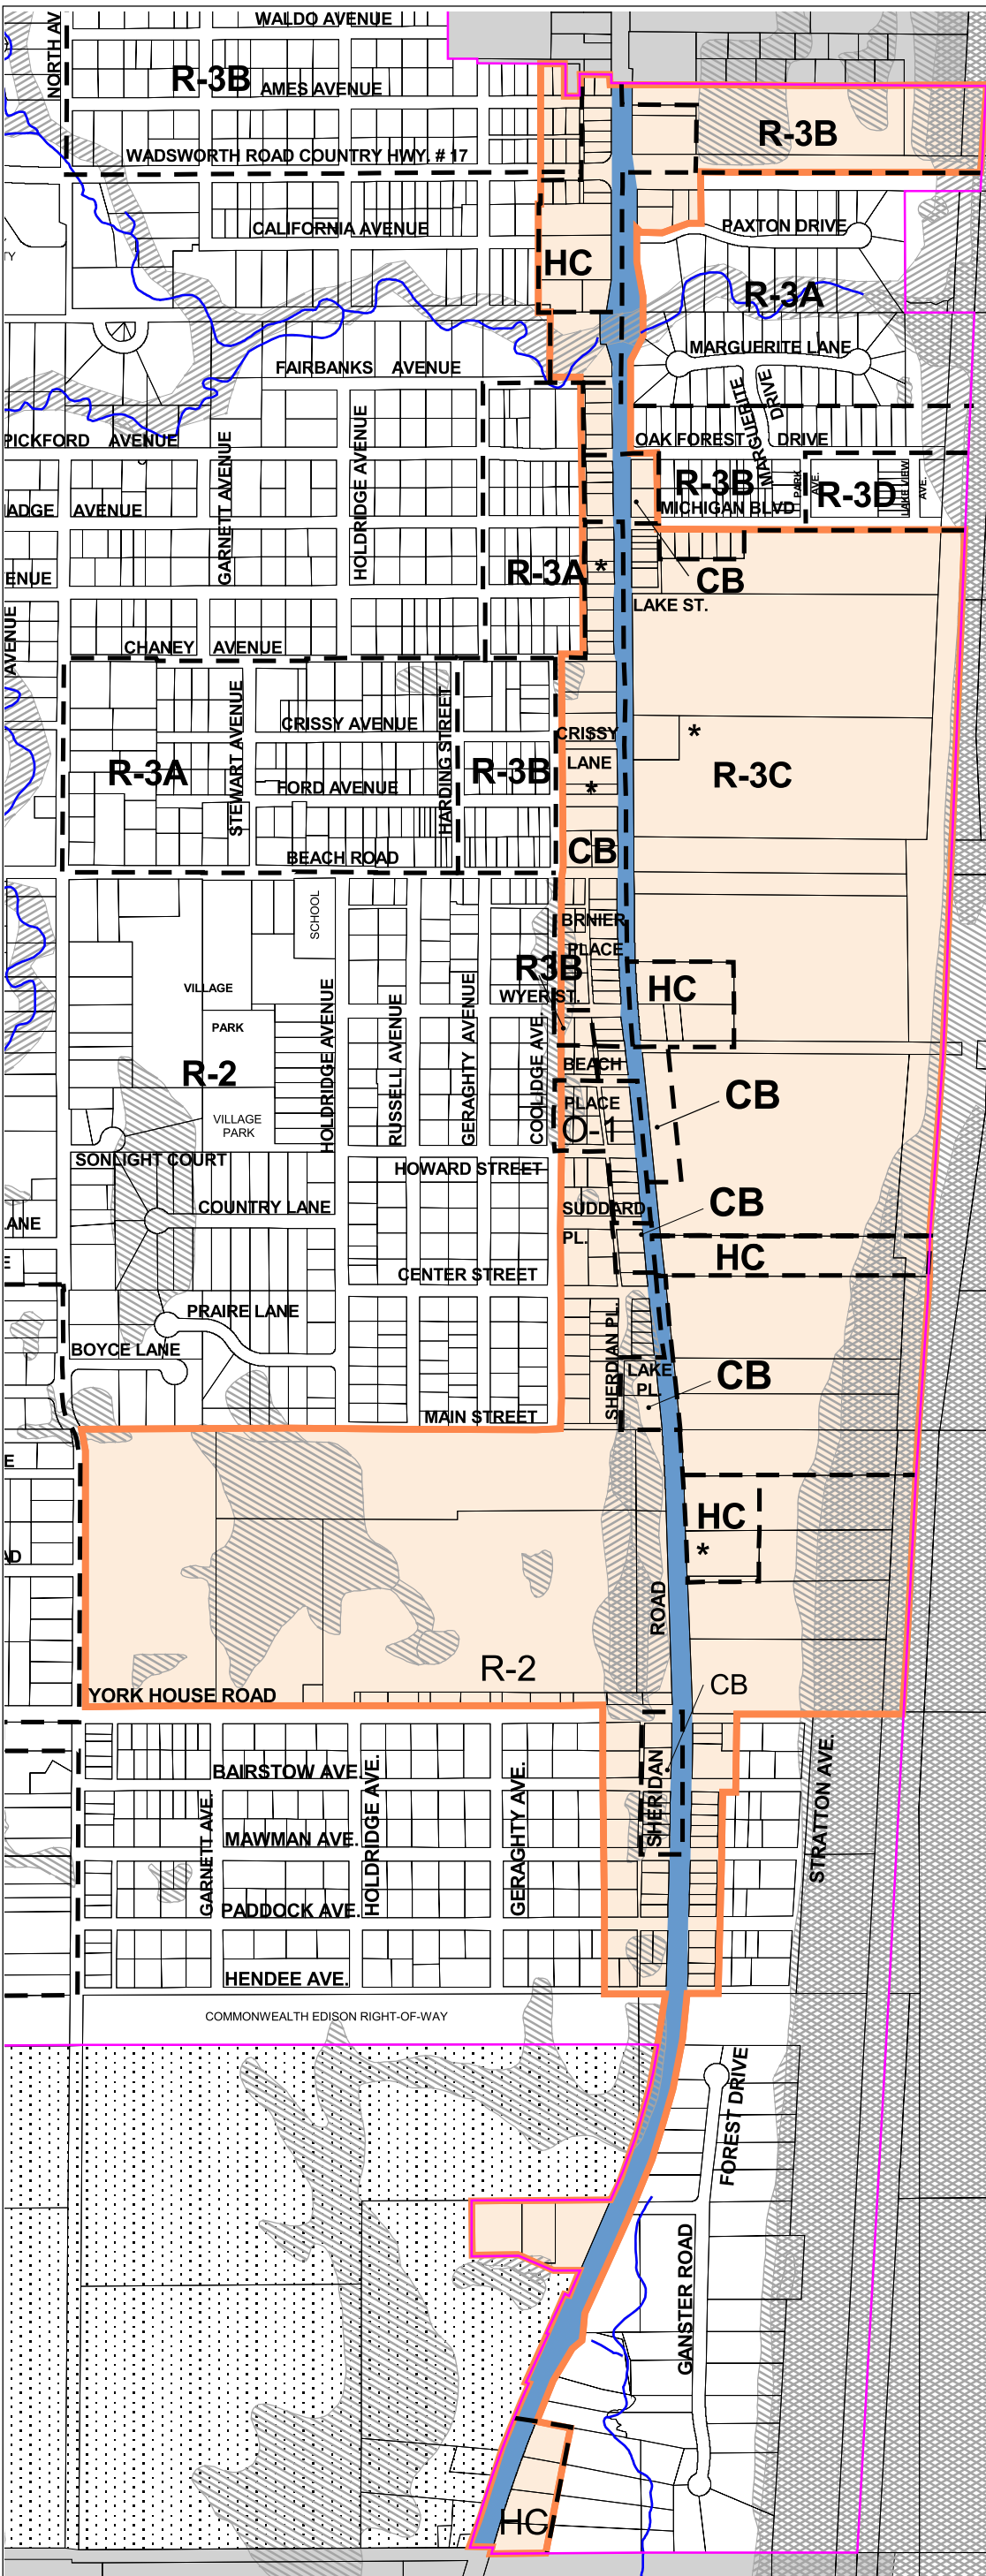 WALDO AVENUE
NORTH AV
R-3B
AMES AVENUE
R-3B
WADSWORTH ROAD COUNTRY HWY. # 17
CALIFORNIA AVENUE
PAXTON DRIVE
TY
HC
R-3A
MARGUERITE LANE
FAIRBANKS AVENUE
MARGUERITE
DRIVE
PICKFORD AVENUE
OAK FOREST DRIVE
GARNETT AVENUE
HOLDRIDGE AVENUE
R-3B
PARK
AVE.
R-3D
LAKE VIEW
AVE.
ADGE AVENUE
MICHIGAN BLVD
ENUE
R-3A *
CB
LAKE ST.
AVENUE
CHANEY AVENUE
STEWART AVENUE
CRISSY AVENUE
HARDING STREET
CRISSY
LANE
*
*
R-3A
FORD AVENUE
R-3B
R-3C
BEACH ROAD
CB
SCHOOL
BRNIER
PLACE
VILLAGE
PARK
R3B
WYER ST.
HC
HOLDRIDGE AVENUE
RUSSELL AVENUE
GERAGHTY AVENUE
COOLIDGE AVE.
R-2
BEACH
PLACE
CB
O-1
VILLAGE
PARK
SONLIGHT COURT
HOWARD STREET
COUNTRY LANE
SUDDARD
PL.
CB
ANE
E
HC
CENTER STREET
PRAIRE LANE
SHERDIAN PL.
BOYCE LANE
LAKE
PL.
CB
MAIN STREET
E
HC
*
AD
ROAD
R-2
CB
YORK HOUSE ROAD
BAIRSTOW AVE.
SHERIDAN
STRATTON AVE.
GARNETT AVE.
HOLDRIDGE AVE.
GERAGHTY AVE.
MAWMAN AVE.
PADDOCK AVE.
HENDEE AVE.
COMMONWEALTH EDISON RIGHT-OF-WAY
FOREST DRIVE
GANSTER ROAD
HC